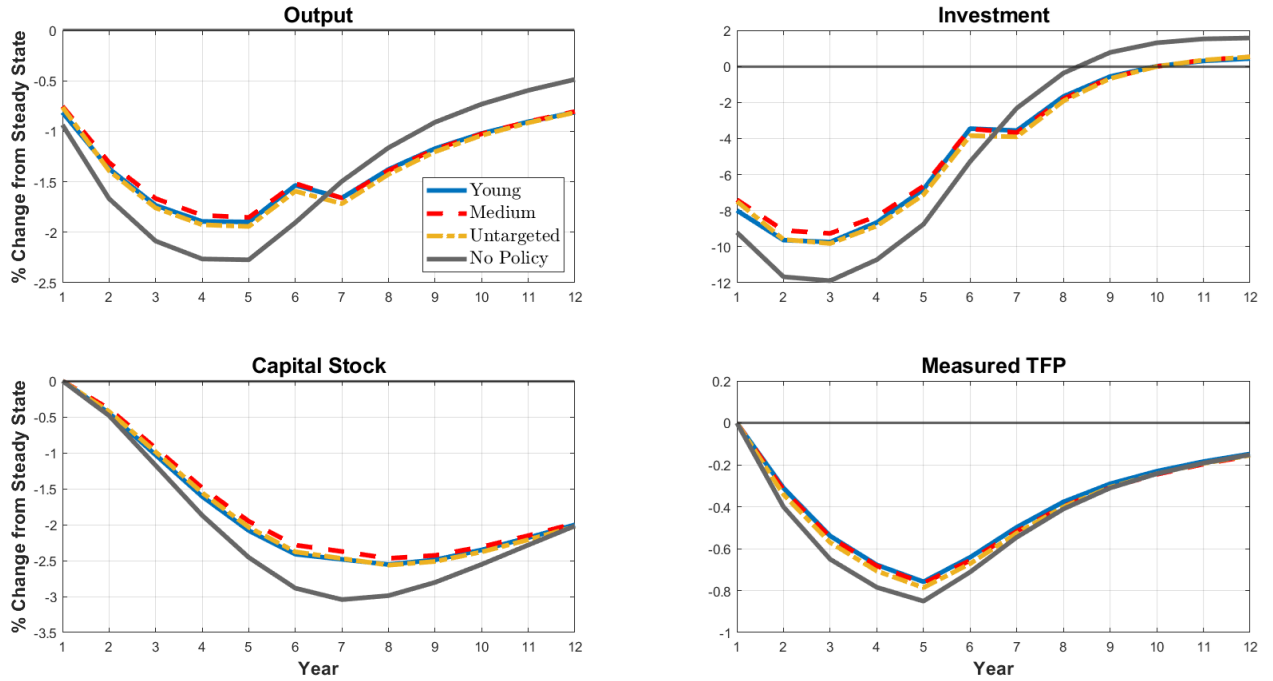 Output
% Change from Steady State
0
-0.5
-1
-1.5
-2
-2.5
1 2 3 4 5 6 7 8 9 10 11 12
Young
Medium
Untargeted
No Policy
Investment
2
0
-2
-4
-6
-8
-10
-12
1 2 3 4 5 6 7 8 9 10 11 12
Capital Stock
% Change from Steady State
0
-0.5
-1
-1.5
-2
-2.5
-3
-3.5
1 2 3 4 5 6 7 8 9 10 11 12
Year
Measured TFP
0.2
0
-0.2
-0.4
-0.6
-0.8
-1
1 2 3 4 5 6 7 8 9 10 11 12
Year